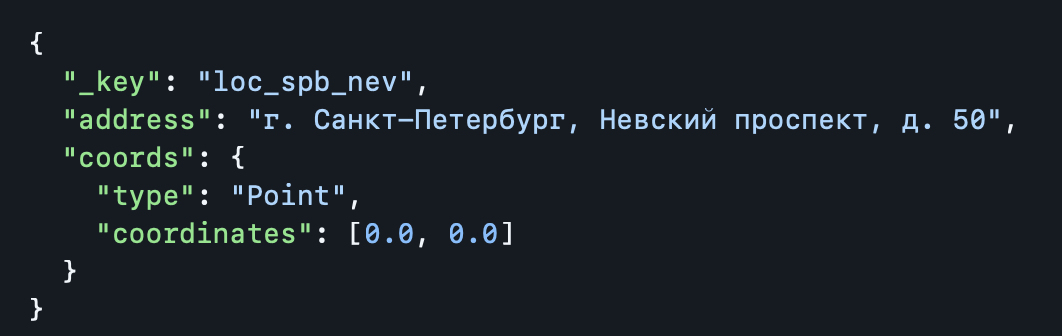 {
"_key": "loc_spb_nev",
"address": "г. Санкт-Петербург, Невский проспект, д. 50",
"coords": {
"type": "Point",
"coordinates": [0.0, 0.0]
}
}